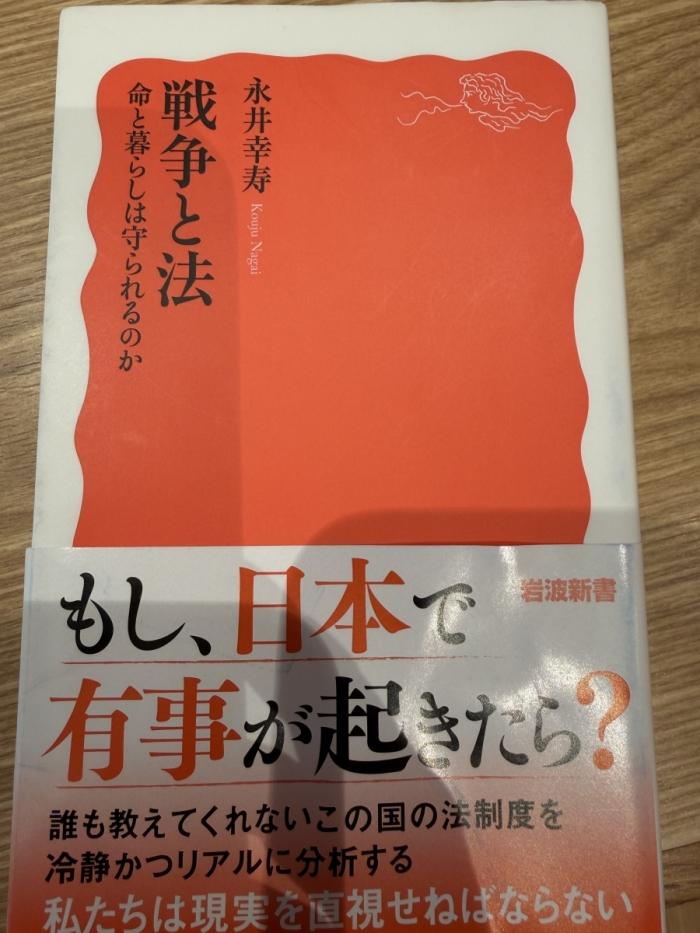 永井幸寿
Kouju Nagai
戦争と法
命と暮らしは守られるのか
岩波新書
もし、日本で
有事が起きたら?
誰も教えてくれないこの国の法制度を
冷静かつリアルに分析する
私たちは現実を直視せねばならない